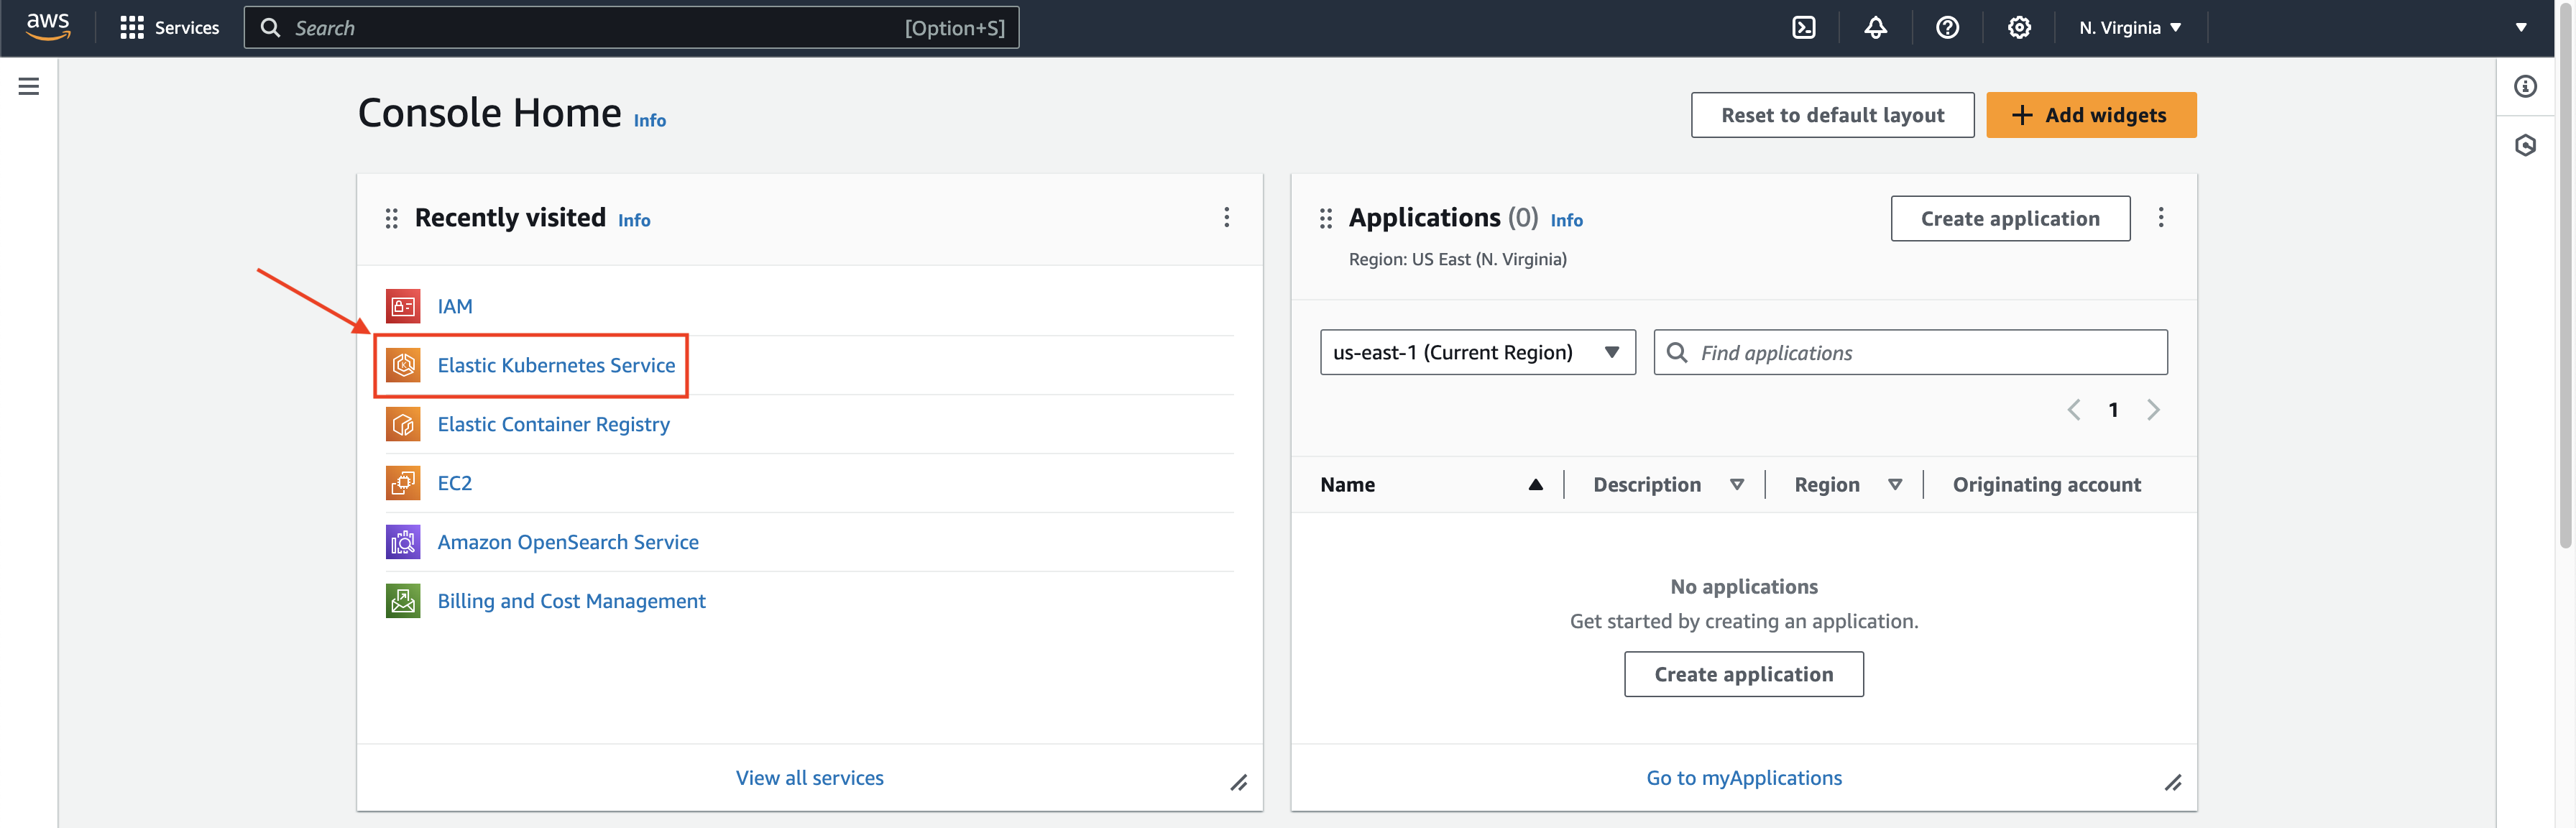 aws
Services
Search [Option+S]
N. Virginia
Console Home Info
Reset to default layout
Add widgets
Recently visited Info
IAM
Elastic Kubernetes Service
Elastic Container Registry
EC2
Amazon OpenSearch Service
Billing and Cost Management
View all services
Applications (0) Info
Create application
Region: US East (N. Virginia)
us-east-1 (Current Region)
Find applications
1
Name Description Region Originating account
No applications
Get started by creating an application.
Create application
Go to myApplications